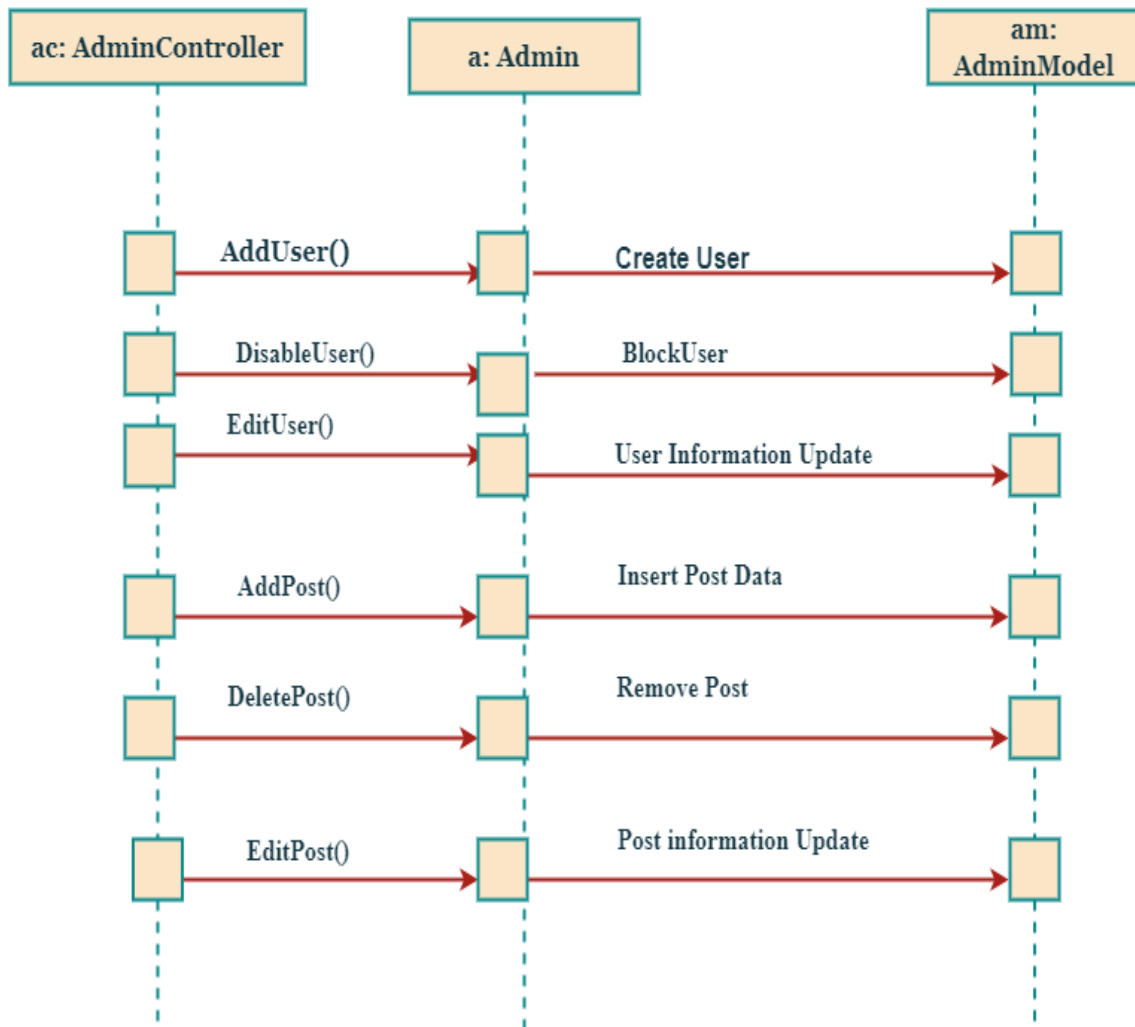 ac: AdminController
a: Admin
am:
AdminModel
AddUser()
Create User
DisableUser()
BlockUser
EditUser()
User Information Update
AddPost()
Insert Post Data
DeletePost()
Remove Post
EditPost()
Post information Update